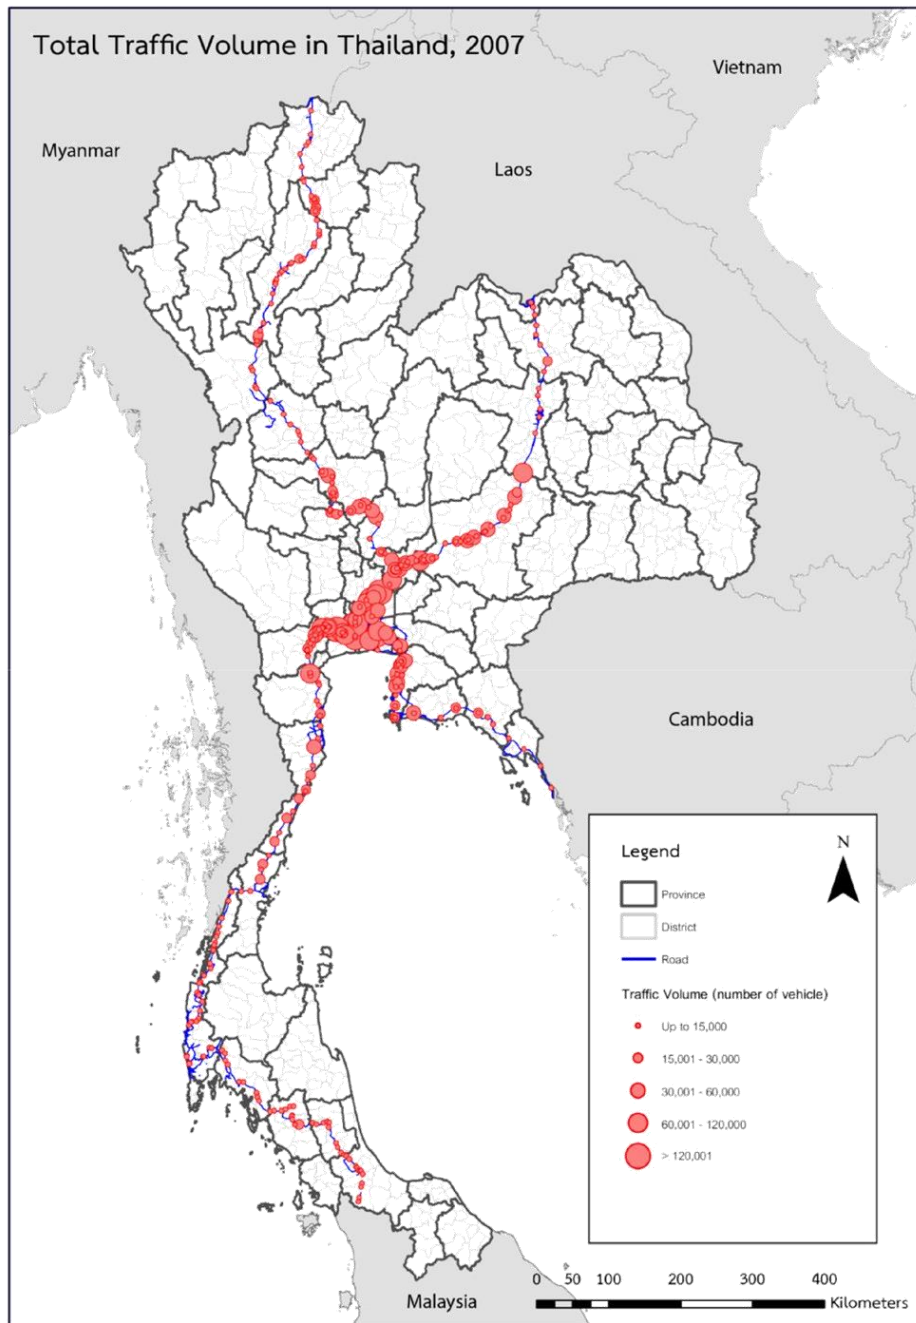 Total Traffic Volume in Thailand, 2007
Vietnam
Myanmar
Laos
Cambodia
Legend
N
Province
District
Road
Traffic Volume (number of vehicle)
Up to 15,000
15,001 - 30,000
30,001 - 60,000
60,001 - 120,000
> 120,001
0 50 100 200 300 400
Kilometers
Malaysia